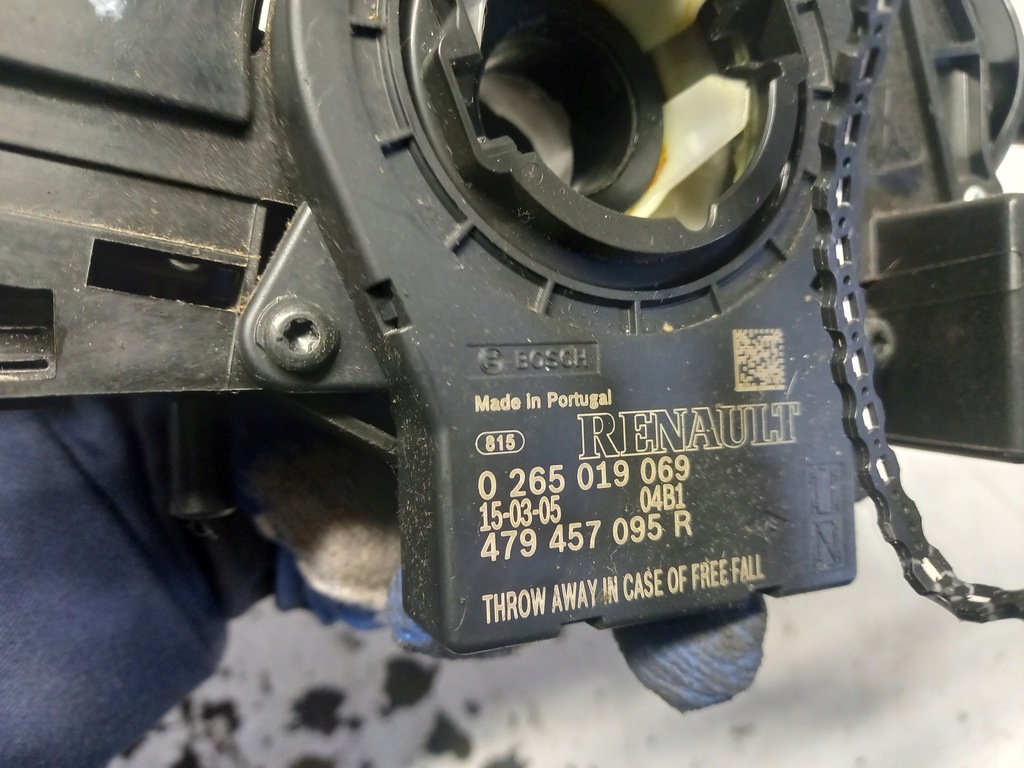 BOSCH
Made in Portugal
815
RENAULT
0 265 019 069
15-03-05 04B1
479 457 095 R
THROW AWAY IN CASE OF FREE FALL